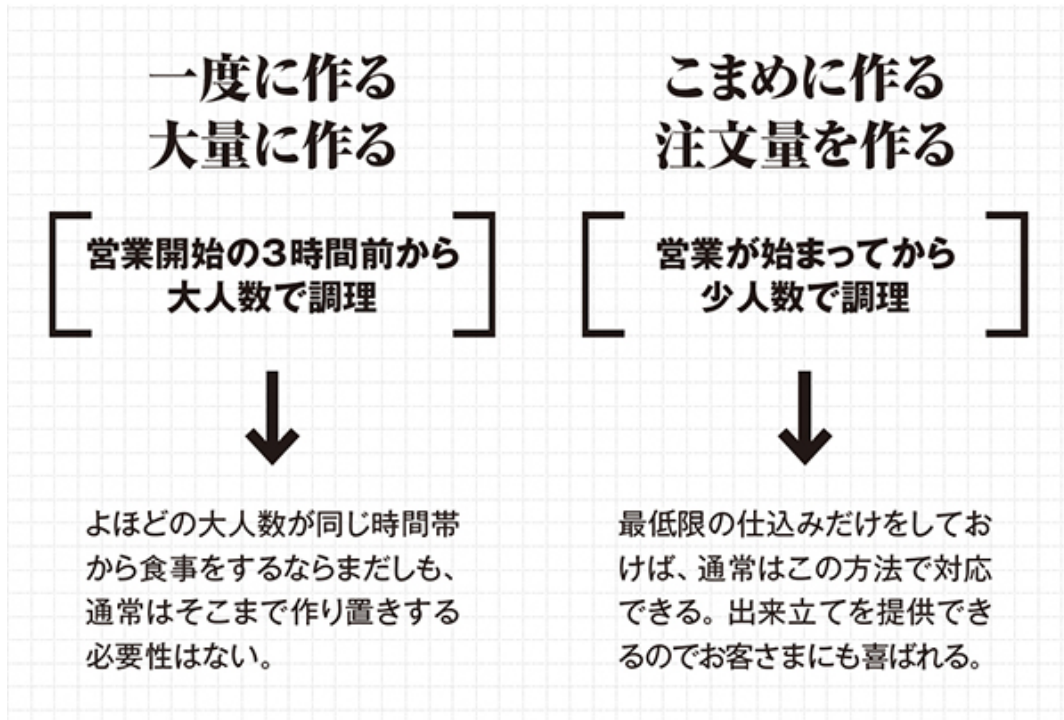 一度に作る
大量に作る
営業開始の3時間前から
大人数で調理
よほどの大人数が同じ時間帯
から食事をするならまだしも、
通常はそこまで作り置きする
必要性はない。
こまめに作る
注文量を作る
営業が始まってから
少人数で調理
最低限の仕込みだけをしてお
けば、通常はこの方法で対応
できる。出来立てを提供でき
るのでお客さまにも喜ばれる。